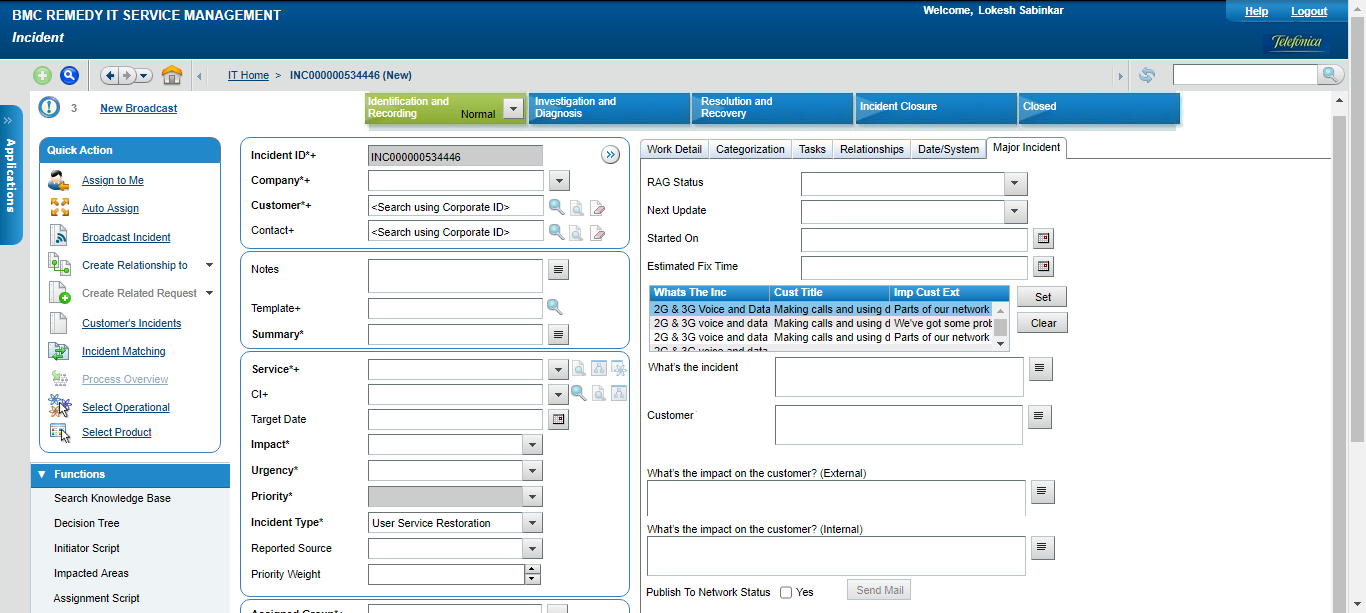 BMC REMEDY IT SERVICE MANAGEMENT
Incident
Welcome, Lokesh Sabinkar
Help
Logout
Telefónica
IT Home > INC000000534446 (New)
3
New Broadcast
Identification and
Recording
Normal
Investigation and
Diagnosis
Resolution and
Recovery
Incident Closure
Closed
»
Applications
Quick Action
Assign to Me
Auto Assign
Broadcast Incident
Create Relationship to
Create Related Request
Customer's Incidents
Incident Matching
Process Overview
Select Operational
Select Product
Functions
Search Knowledge Base
Decision Tree
Initiator Script
Impacted Areas
Assignment Script
Incident ID*+
INC000000534446
Company*+
Customer*+
<Search using Corporate ID>
Contact+
<Search using Corporate ID>
Notes
Template+
Summary*
Service*+
CI+
Target Date
Impact*
Urgency*
Priority*
Incident Type*
User Service Restoration
Reported Source
Priority Weight
Assigned Group*+
Work Detail
Categorization
Tasks
Relationships
Date/System
Major Incident
RAG Status
Next Update
Started On
Estimated Fix Time
Whats The Inc Cust Title Imp Cust Ext
2G & 3G Voice and Data Making calls and using d Parts of our network
2G & 3G voice and data Making calls and using d We've got some prob
2G & 3G voice and data Making calls and using d Parts of our network
2G & 3G voice and data
Set
Clear
What's the incident
Customer
What's the impact on the customer? (External)
What's the impact on the customer? (Internal)
Publish To Network Status
Yes
Send Mail